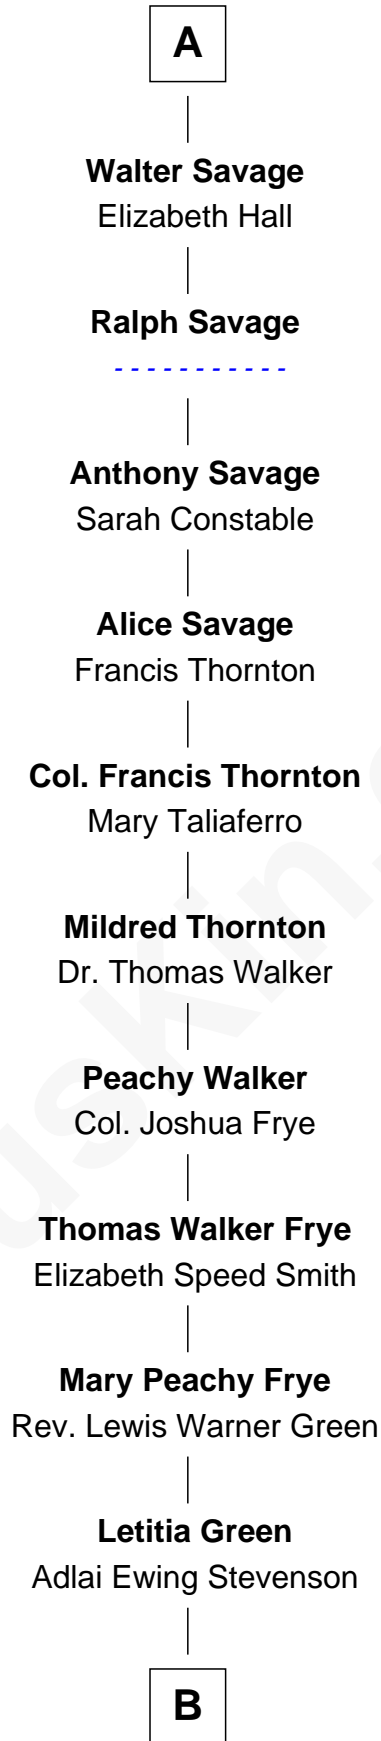 A
Walter Savage
Elizabeth Hall
Ralph Savage
- - - - - - - - - - -
Anthony Savage
Sarah Constable
Alice Savage
Francis Thornton
Col. Francis Thornton
Mary Taliaferro
Mildred Thornton
Dr. Thomas Walker
Peachy Walker
Col. Joshua Frye
Thomas Walker Frye
Elizabeth Speed Smith
Mary Peachy Frye
Rev. Lewis Warner Green
Letitia Green
Adlai Ewing Stevenson
B